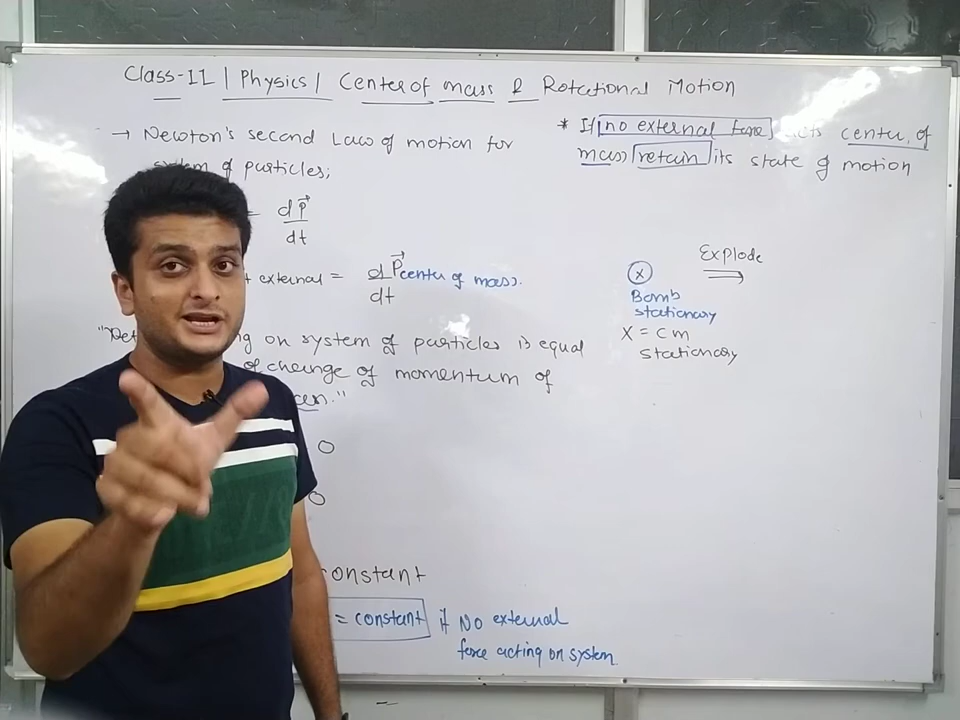 Class-11 | Physics | Center of mass & Rotational Motion
→ Newton's second Law of motion for
system of particles;
= dP/dt
external = dP center of mass.
dt
on system of particles is equal
of change of momentum of
0
0
constant
= constant if No external
force acting on system.
* If no external force acts center of
mass retain its state of motion
Explode
x
Bomb
stationary
X = cm
stationary